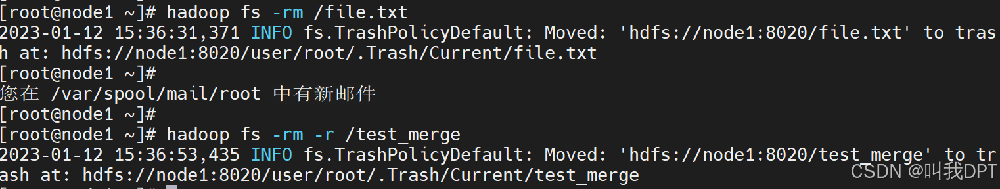 [root@node1 ~]# hadoop fs -rm /file.txt
2023-01-12 15:36:31,371 INFO fs.TrashPolicyDefault: Moved: 'hdfs://node1:8020/file.txt' to tras
h at: hdfs://node1:8020/user/root/.Trash/Current/file.txt
[root@node1 ~]#
您在 /var/spool/mail/root 中有新邮件
[root@node1 ~]#
[root@node1 ~]# hadoop fs -rm -r /test_merge
2023-01-12 15:36:53,435 INFO fs.TrashPolicyDefault: Moved: 'hdfs://node1:8020/test_merge' to tr
ash at: hdfs://node1:8020/user/root/.Trash/Current/test_merge
CSDN @叫我DPT